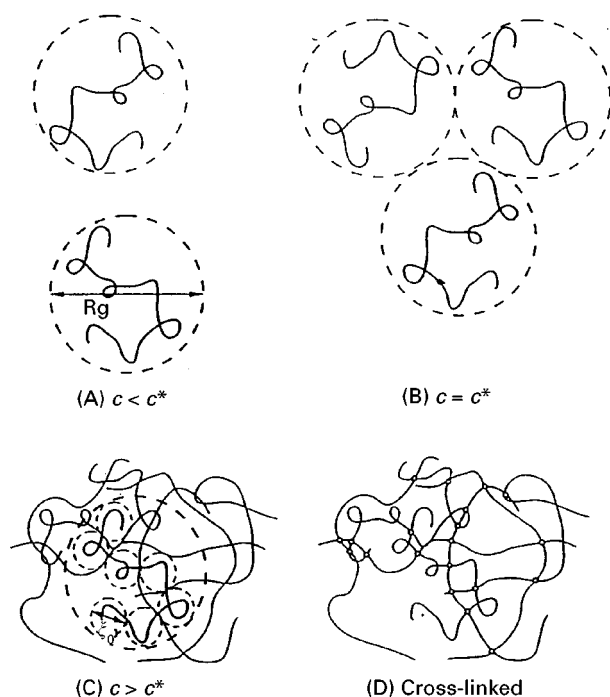 Rg
(A) c < c*
(B) c = c*
(C) c > c*
(D) Cross-linked